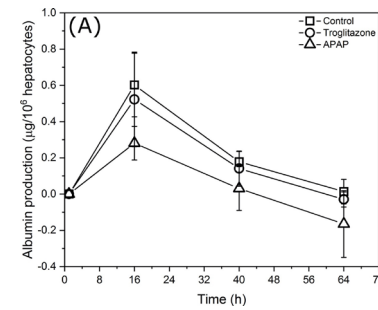 (A)
Control
Troglitazone
APAP
1.0
0.8
0.6
0.4
0.2
0.0
-0.2
-0.4
Albumin production (µg/10⁶ hepatocytes)
0 8 16 24 32 40 48 56 64 7
Time (h)